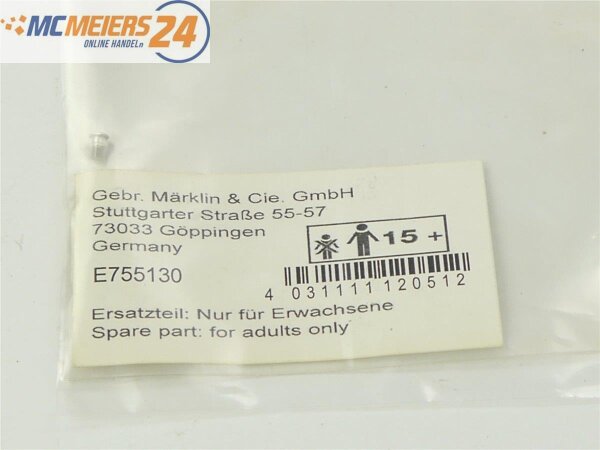 MCMEIERS24
ONLINE HANDEL®
Gebr. Märklin & Cie. GmbH
Stuttgarter Straße 55-57
73033 Göppingen
Germany
15 +
E755130
4 031111 120512
Ersatzteil: Nur für Erwachsene
Spare part: for adults only